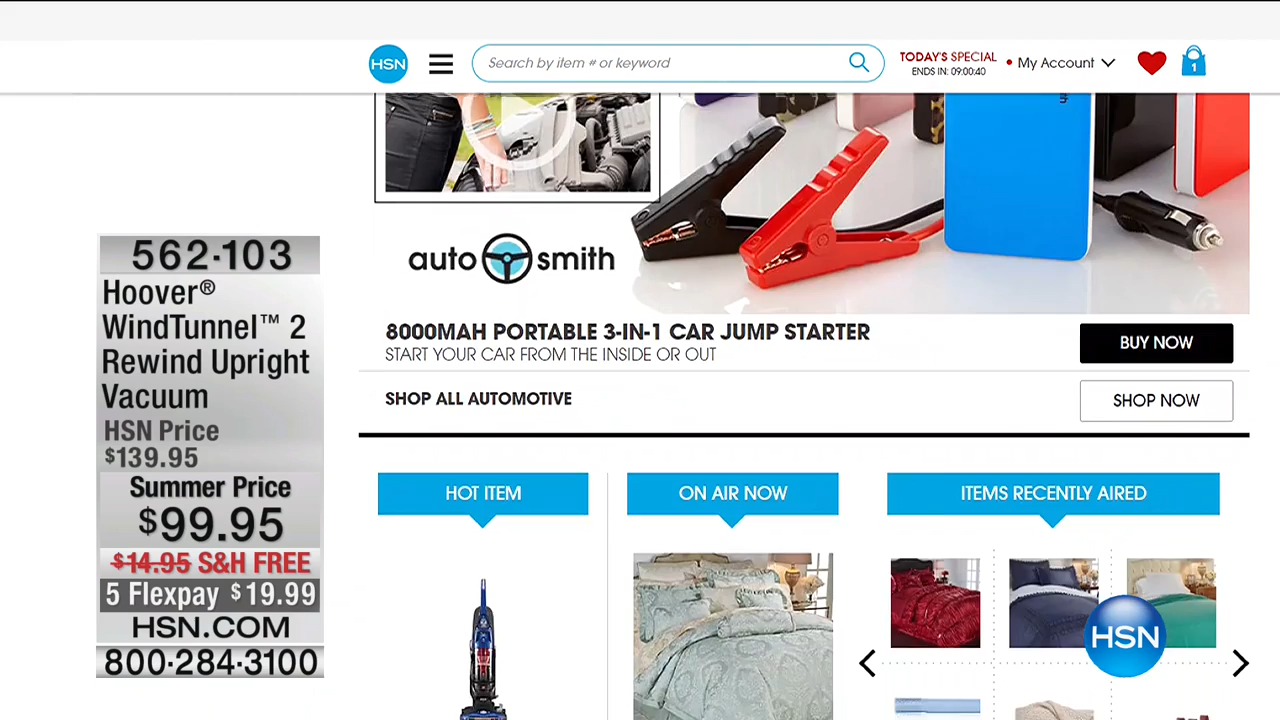 HSN
Search by item # or keyword
TODAY'S SPECIAL
ENDS IN: 09:00:40
My Account
1
auto smith
8000MAH PORTABLE 3-IN-1 CAR JUMP STARTER
START YOUR CAR FROM THE INSIDE OR OUT
BUY NOW
SHOP ALL AUTOMOTIVE
SHOP NOW
HOT ITEM
ON AIR NOW
ITEMS RECENTLY AIRED
HSN
562-103
Hoover®
WindTunnel™ 2
Rewind Upright
Vacuum
HSN Price
$139.95
Summer Price
$99.95
$14.95 S&H FREE
5 Flexpay $19.99
HSN.COM
800-284-3100